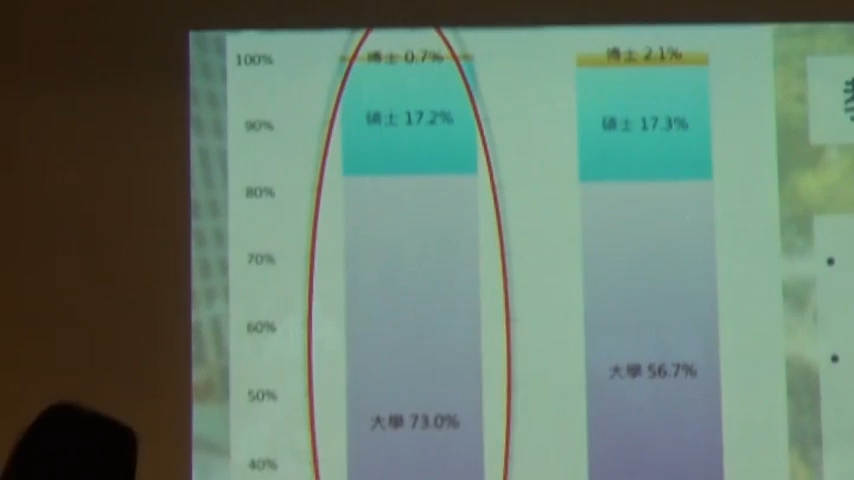 100%
博士 0.7%
博士 2.1%
90%
碩士 17.2%
碩士 17.3%
80%
70%
60%
50%
大學 56.7%
大學 73.0%
40%